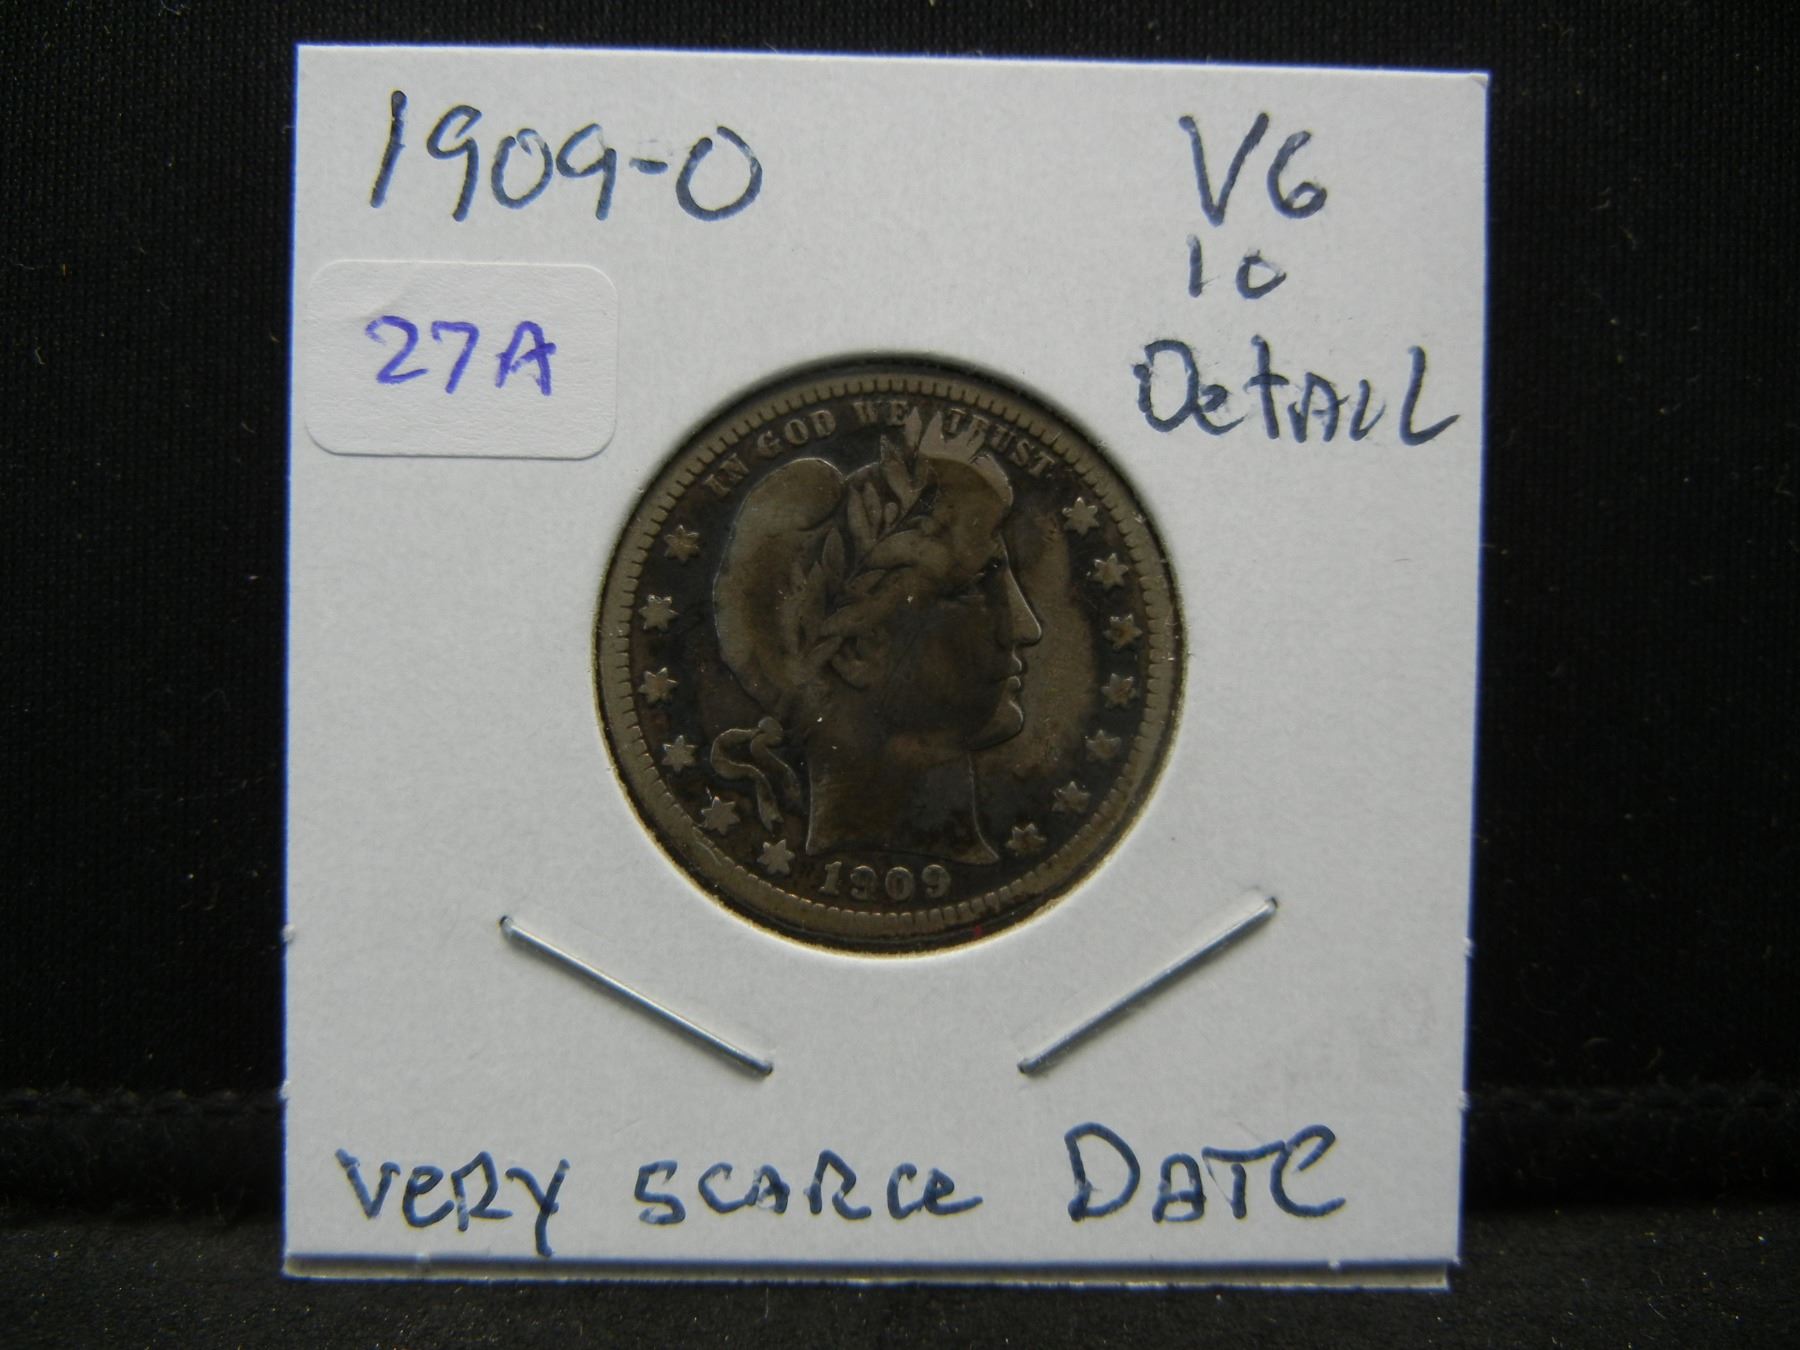 1909-O
VG
10
DetAIL
27A
IN GOD WE TRUST
1909
VERY SCARCE DATE